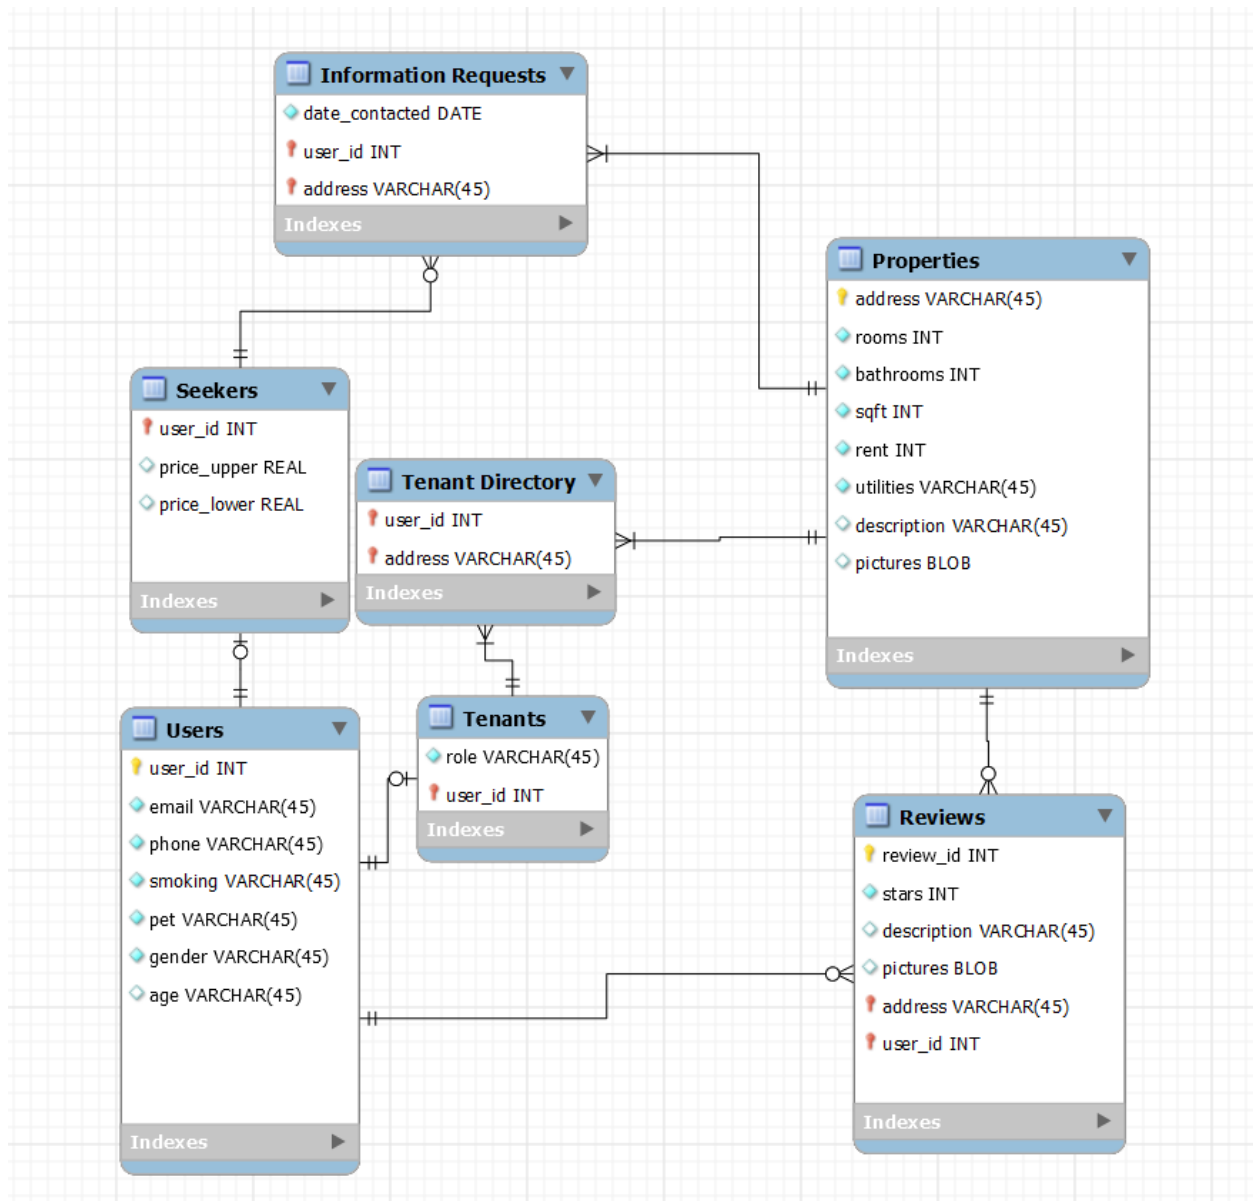 Information Requests
date_contacted DATE
user_id INT
address VARCHAR(45)
Indexes
Properties
address VARCHAR(45)
rooms INT
bathrooms INT
sqft INT
rent INT
utilities VARCHAR(45)
description VARCHAR(45)
pictures BLOB
Indexes
Seekers
user_id INT
price_upper REAL
price_lower REAL
Indexes
Tenant Directory
user_id INT
address VARCHAR(45)
Indexes
Users
user_id INT
email VARCHAR(45)
phone VARCHAR(45)
smoking VARCHAR(45)
pet VARCHAR(45)
gender VARCHAR(45)
age VARCHAR(45)
Indexes
Tenants
role VARCHAR(45)
user_id INT
Indexes
Reviews
review_id INT
stars INT
description VARCHAR(45)
pictures BLOB
address VARCHAR(45)
user_id INT
Indexes